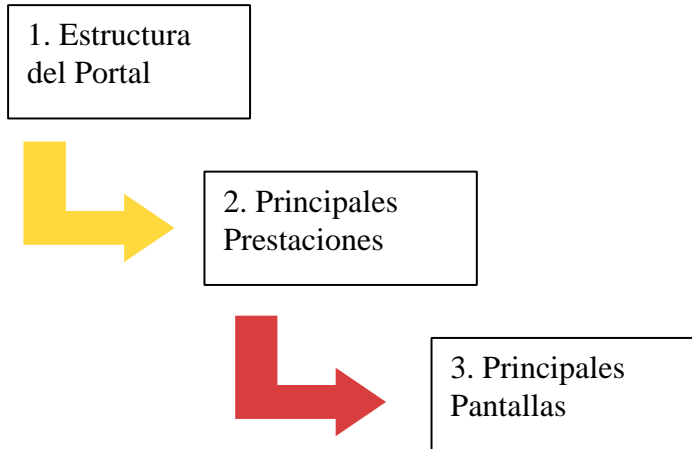 1. Estructura
del Portal
2. Principales
Prestaciones
3. Principales
Pantallas